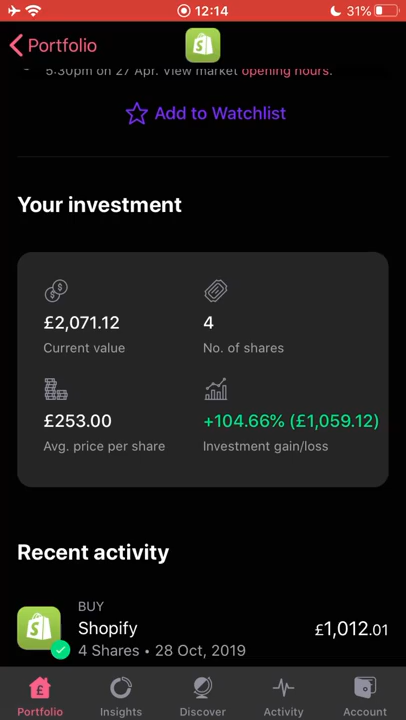 12:14
31%
Portfolio
5:30pm on 27 Apr. View market opening hours.
Add to Watchlist
Your investment
£2,071.12
4
Current value
No. of shares
£253.00
+104.66% (£1,059.12)
Avg. price per share
Investment gain/loss
Recent activity
BUY
Shopify
£1,012.01
4 Shares • 28 Oct, 2019
Portfolio
Insights
Discover
Activity
Account